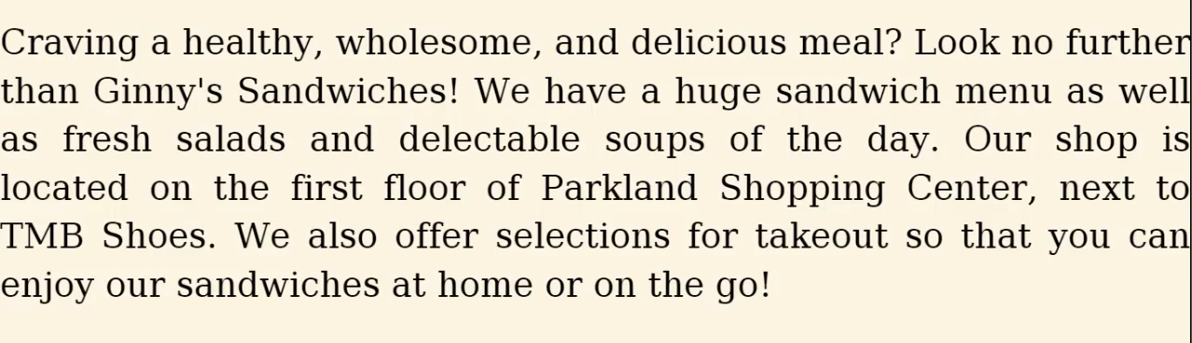 Craving a healthy, wholesome, and delicious meal? Look no further
than Ginny's Sandwiches! We have a huge sandwich menu as well
as fresh salads and delectable soups of the day. Our shop is
located on the first floor of Parkland Shopping Center, next to
TMB Shoes. We also offer selections for takeout so that you can
enjoy our sandwiches at home or on the go!